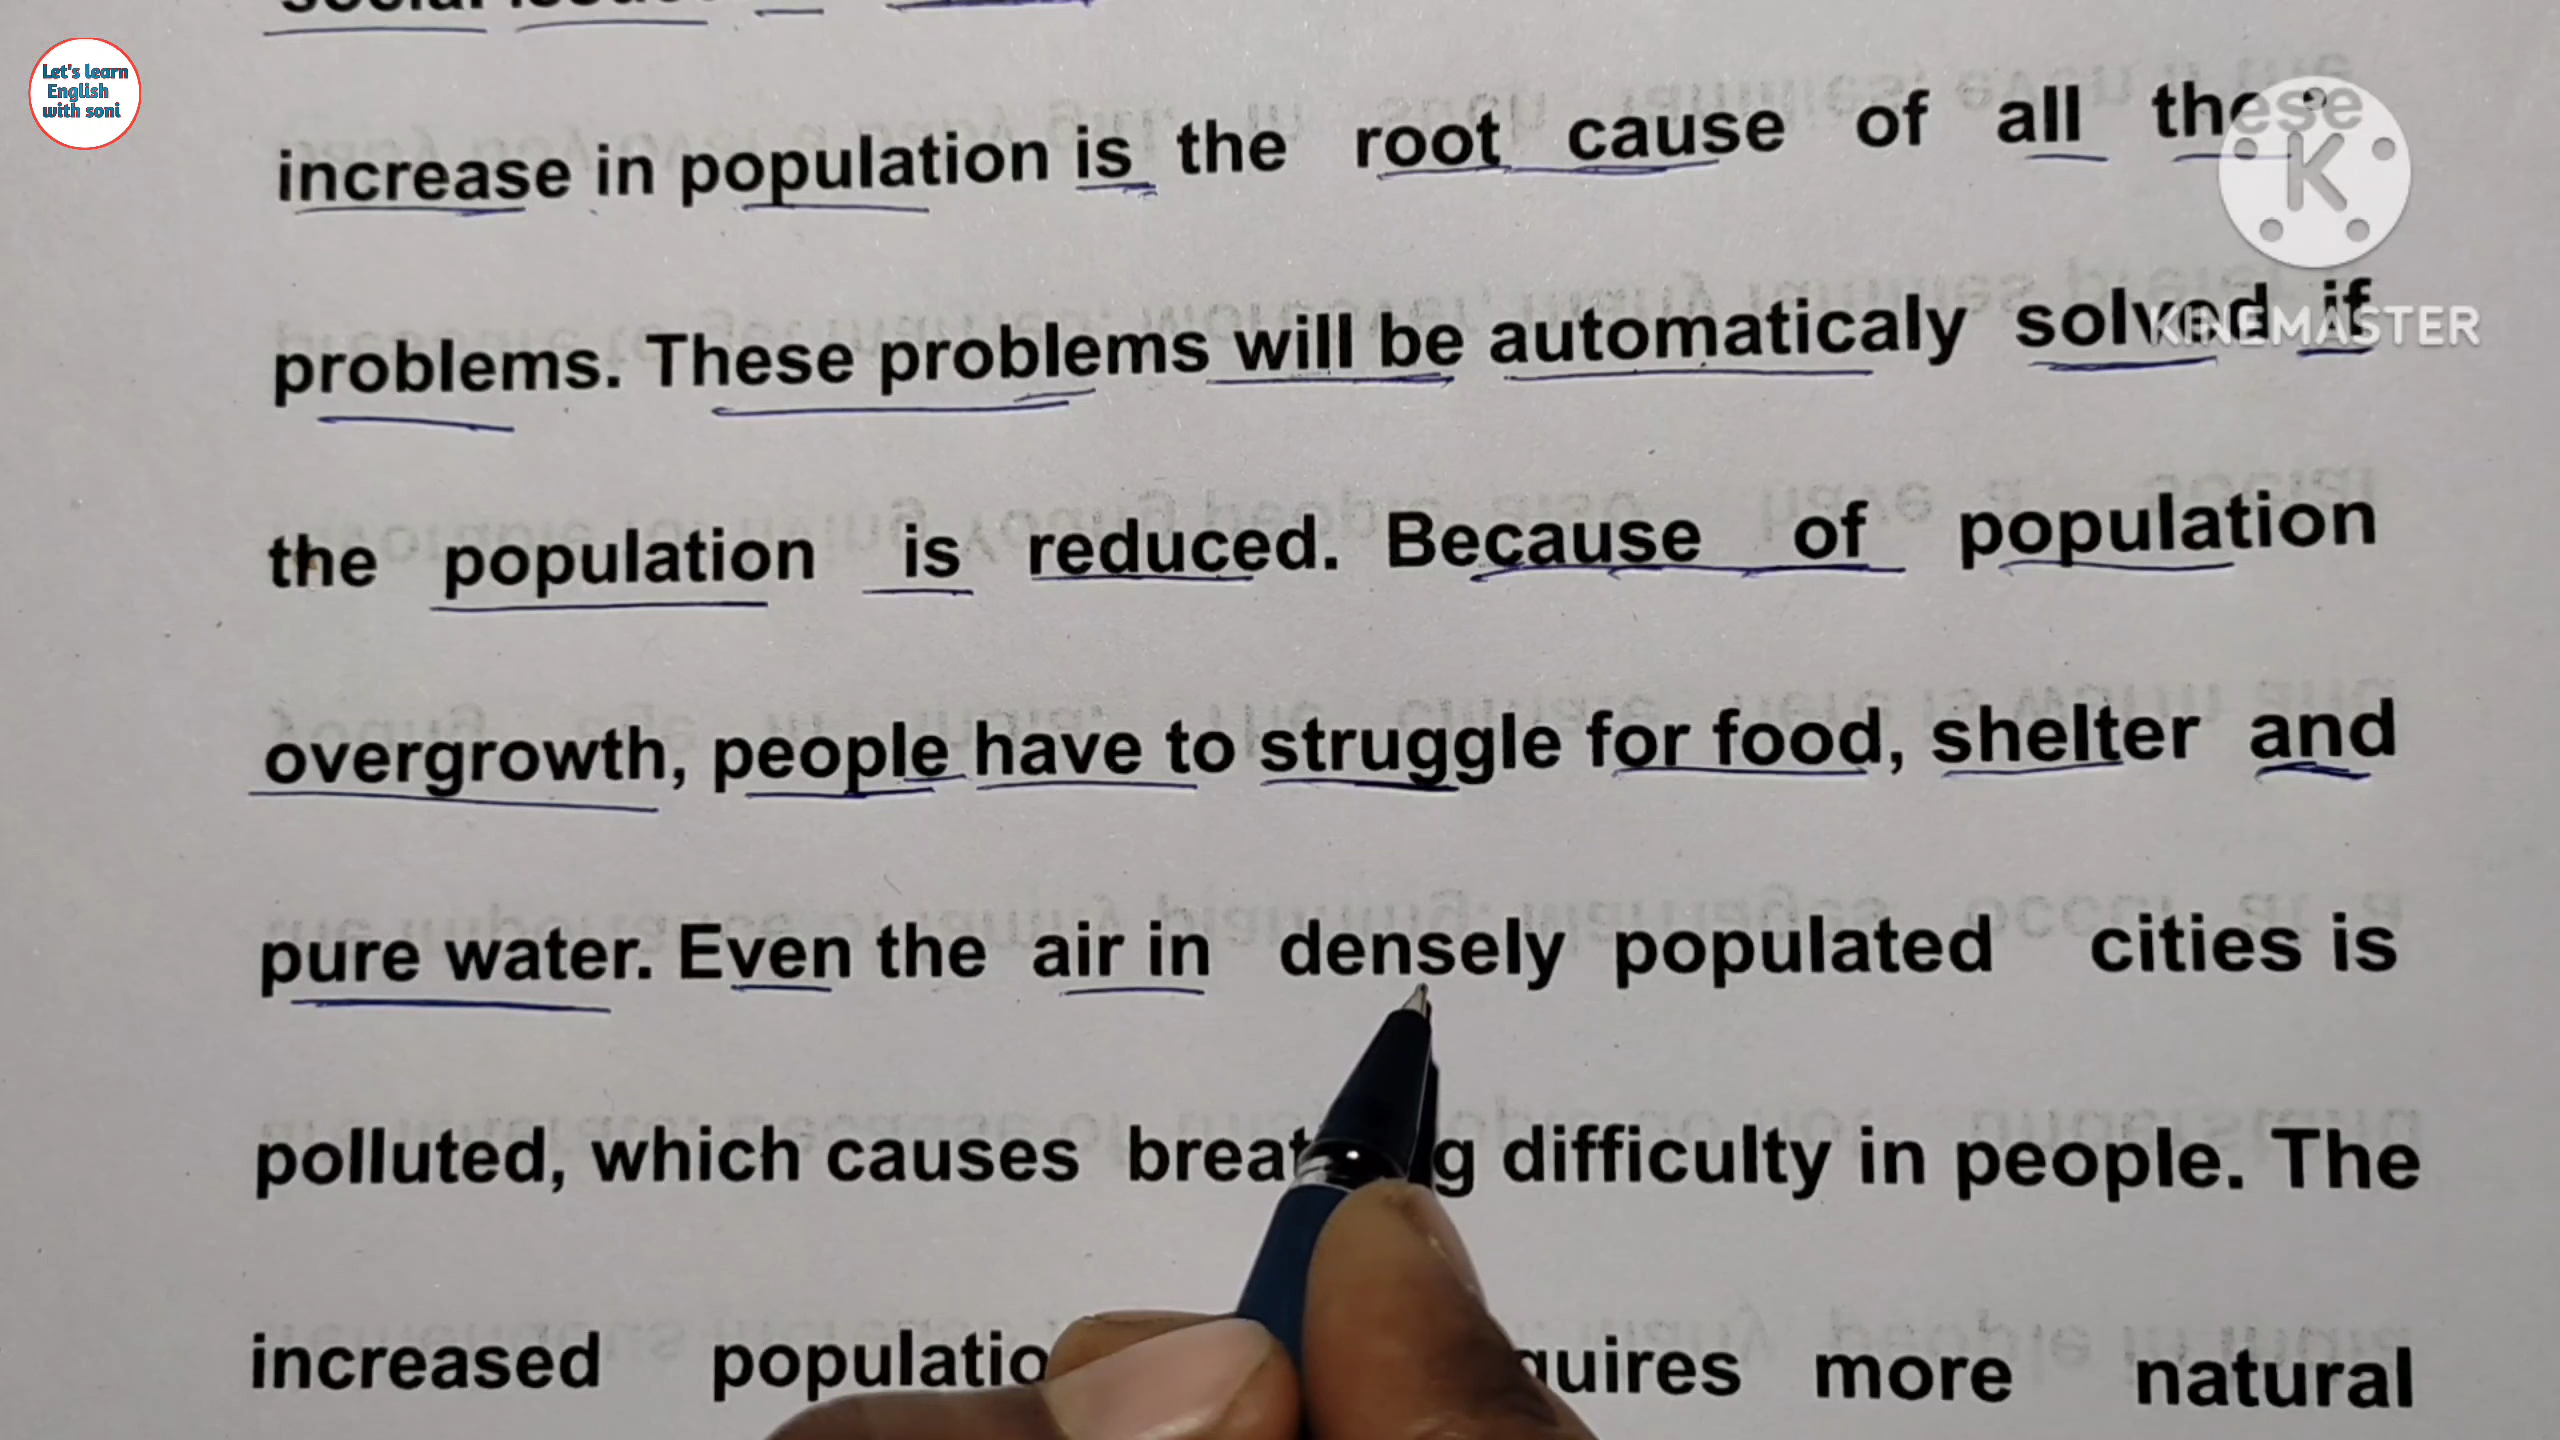 Let's learn
English
with soni
increase in population is the root cause of all these
problems. These problems will be automaticaly solved if
KINEMASTER
the population is reduced. Because of population
overgrowth, people have to struggle for food, shelter and
pure water. Even the air in densely populated cities is
polluted, which causes difficulty in people. The
increased more natural